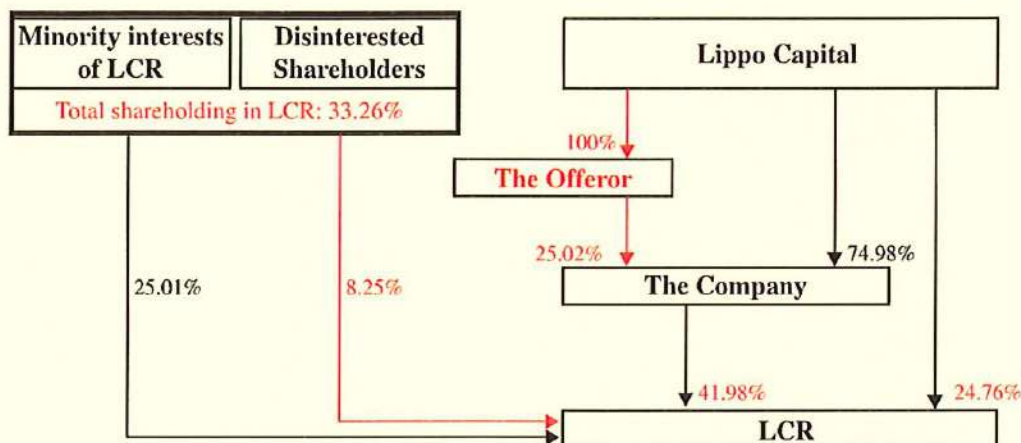 Minority interests
of LCR
Disinterested
Shareholders
Total shareholding in LCR: 33.26%
Lippo Capital
100%
The Offeror
25.02%
74.98%
The Company
25.01%
8.25%
41.98%
24.76%
LCR